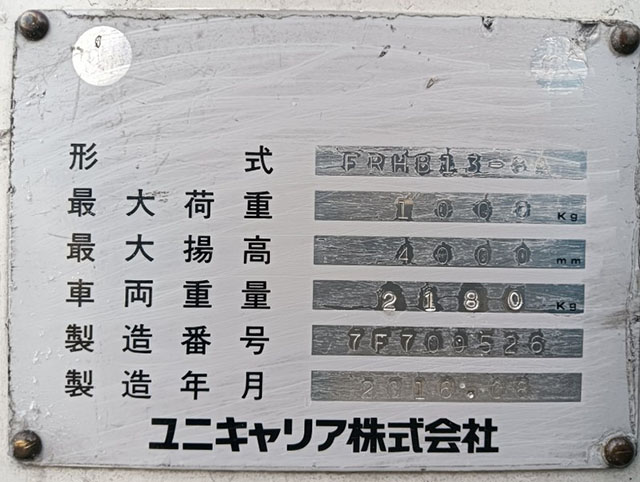 形式 FRHB13-8A
最大荷重 1000 Kg
最大揚高 4000 mm
車両重量 2180 Kg
製造番号 7F709526
製造年月 2016.08
ユニキャリア株式会社